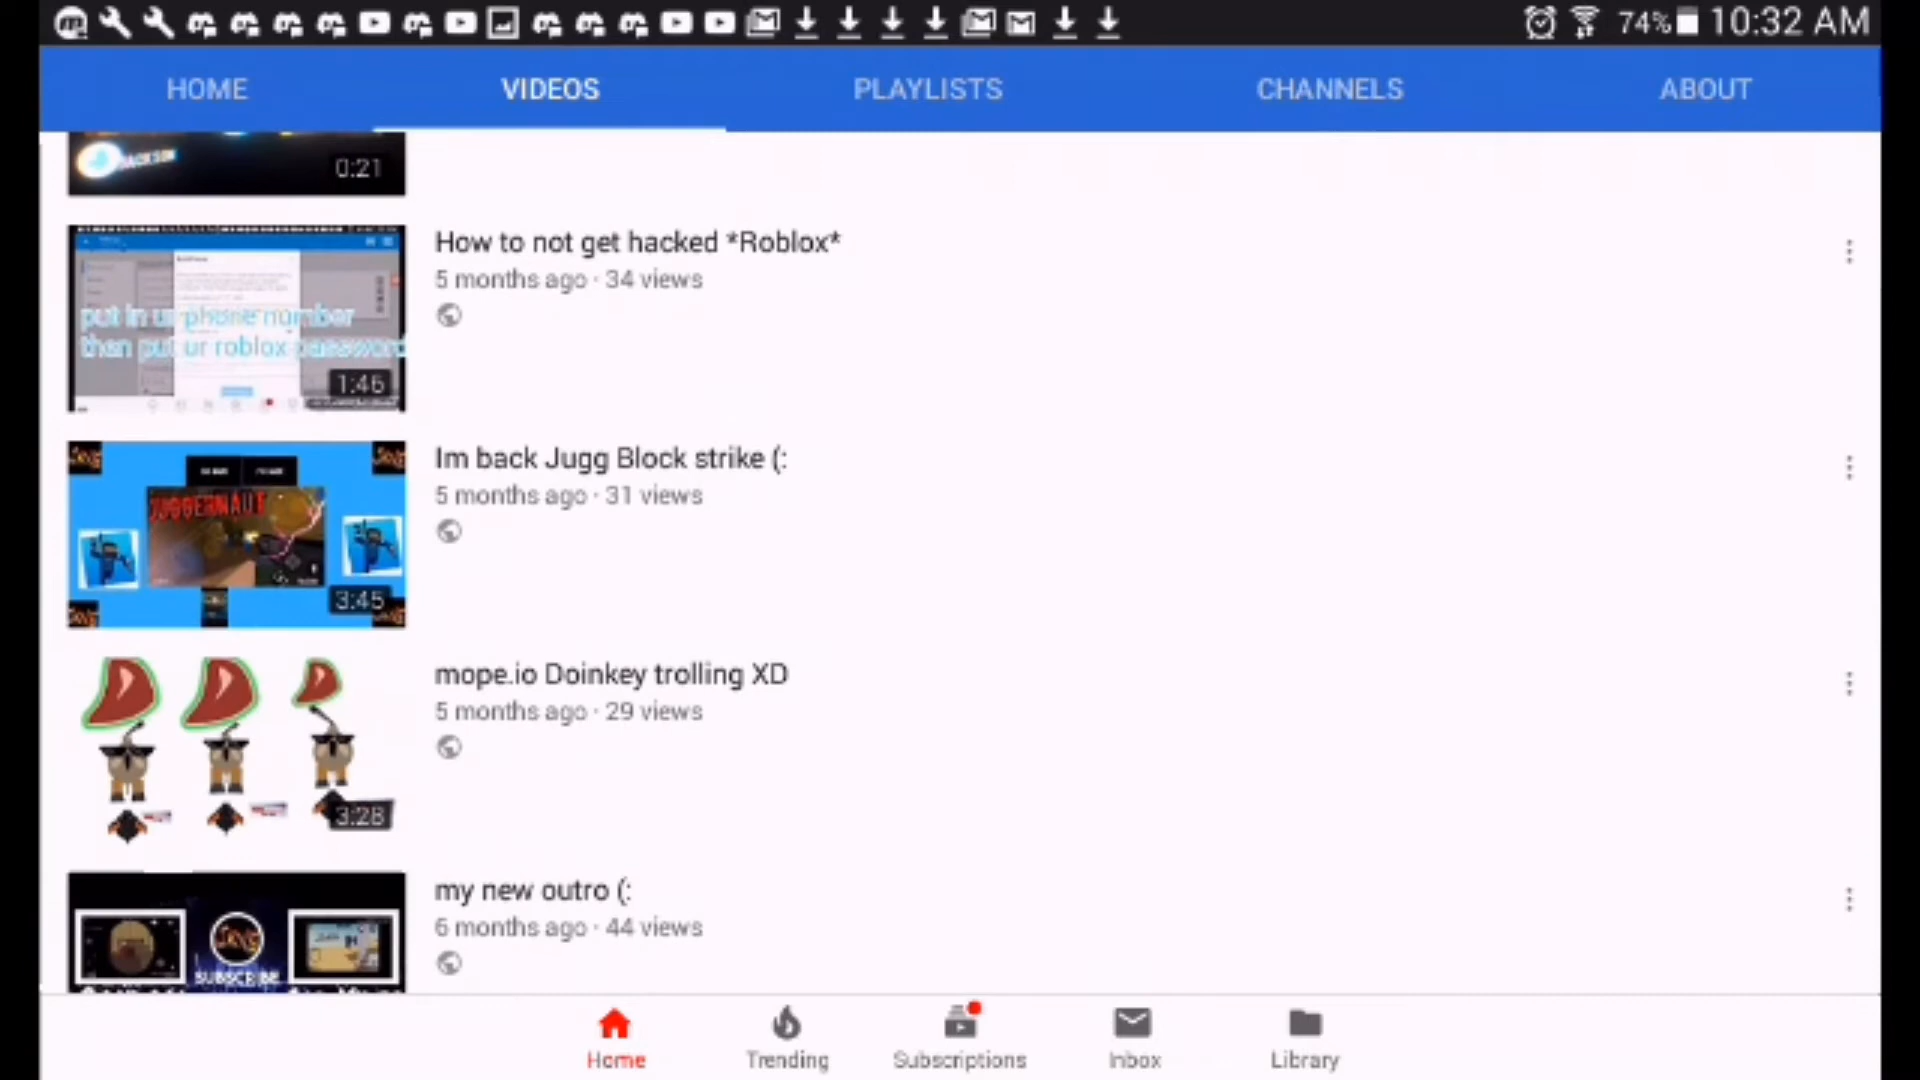 74% 10:32 AM
HOME VIDEOS PLAYLISTS CHANNELS ABOUT
JACKSON
0:21
How to not get hacked *Roblox*
5 months ago · 34 views
put in ur phone number
then put ur roblox password
1:46
Im back Jugg Block strike (:
5 months ago · 31 views
JUGGERNAUT
3:45
mope.io Doinkey trolling XD
5 months ago · 29 views
3:28
my new outro (:
6 months ago · 44 views
SUBSCRIBE
Home Trending Subscriptions Inbox Library